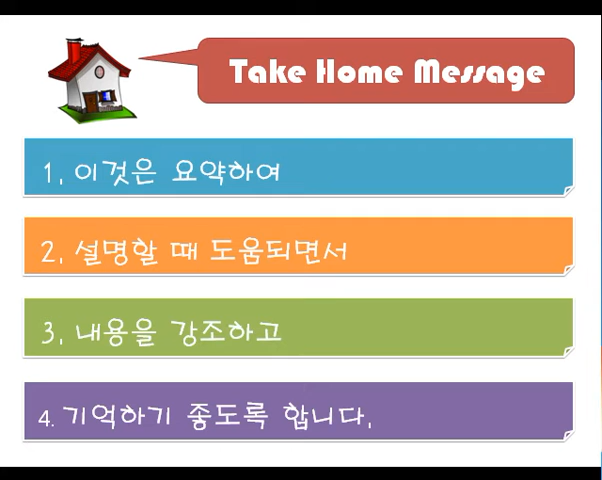 Take Home Message
1. 이것은 요약하여
2. 설명할 때 도움되면서
3. 내용을 강조하고
4. 기억하기 좋도록 합니다.